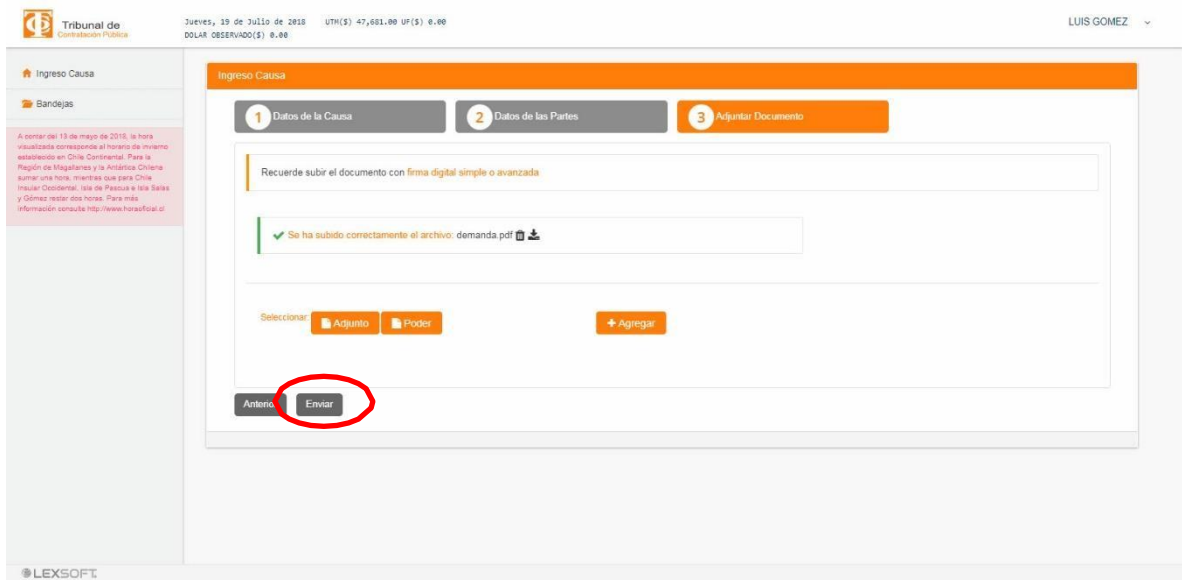 Tribunal de
Contratación Pública
Jueves, 19 de Julio de 2018 UTM($) 47,681.00 UF($) 0.00
DOLAR OBSERVADO($) 0.00
LUIS GOMEZ
Ingreso Causa
Bandejas
A contar del 13 de mayo de 2018, la hora
visualizada corresponde al horario de invierno
establecido en Chile Continental. Para la
Región de Magallanes y la Antártica Chilena
sumar una hora, mientras que para Chile
Insular Occidental, Isla de Pascua e Isla Salas
y Gómez restar dos horas. Para más
información consulte http://www.horaoficial.cl
Ingreso Causa
1 Datos de la Causa
2 Datos de las Partes
3 Adjuntar Documento
Recuerde subir el documento con firma digital simple o avanzada
Se ha subido correctamente el archivo: demanda.pdf
Seleccionar: Adjunto Poder + Agregar
Anterior Enviar
LEXSOFT